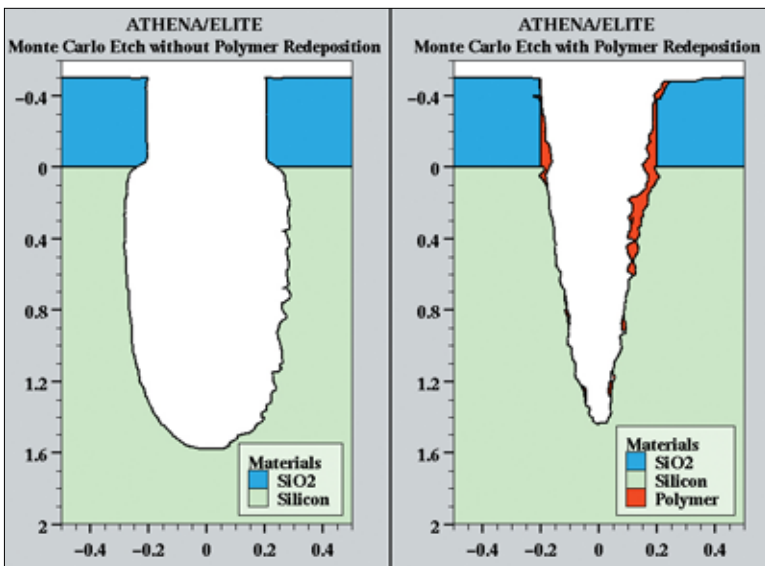 ATHENA/ELITE
Monte Carlo Etch without Polymer Redeposition
−0.4
0
0.4
0.8
1.2
1.6
2
−0.4 −0.2 0 0.2 0.4
Materials
SiO2
Silicon
ATHENA/ELITE
Monte Carlo Etch with Polymer Redeposition
−0.4
0
0.4
0.8
1.2
1.6
2
−0.4 −0.2 0 0.2 0.4
Materials
SiO2
Silicon
Polymer